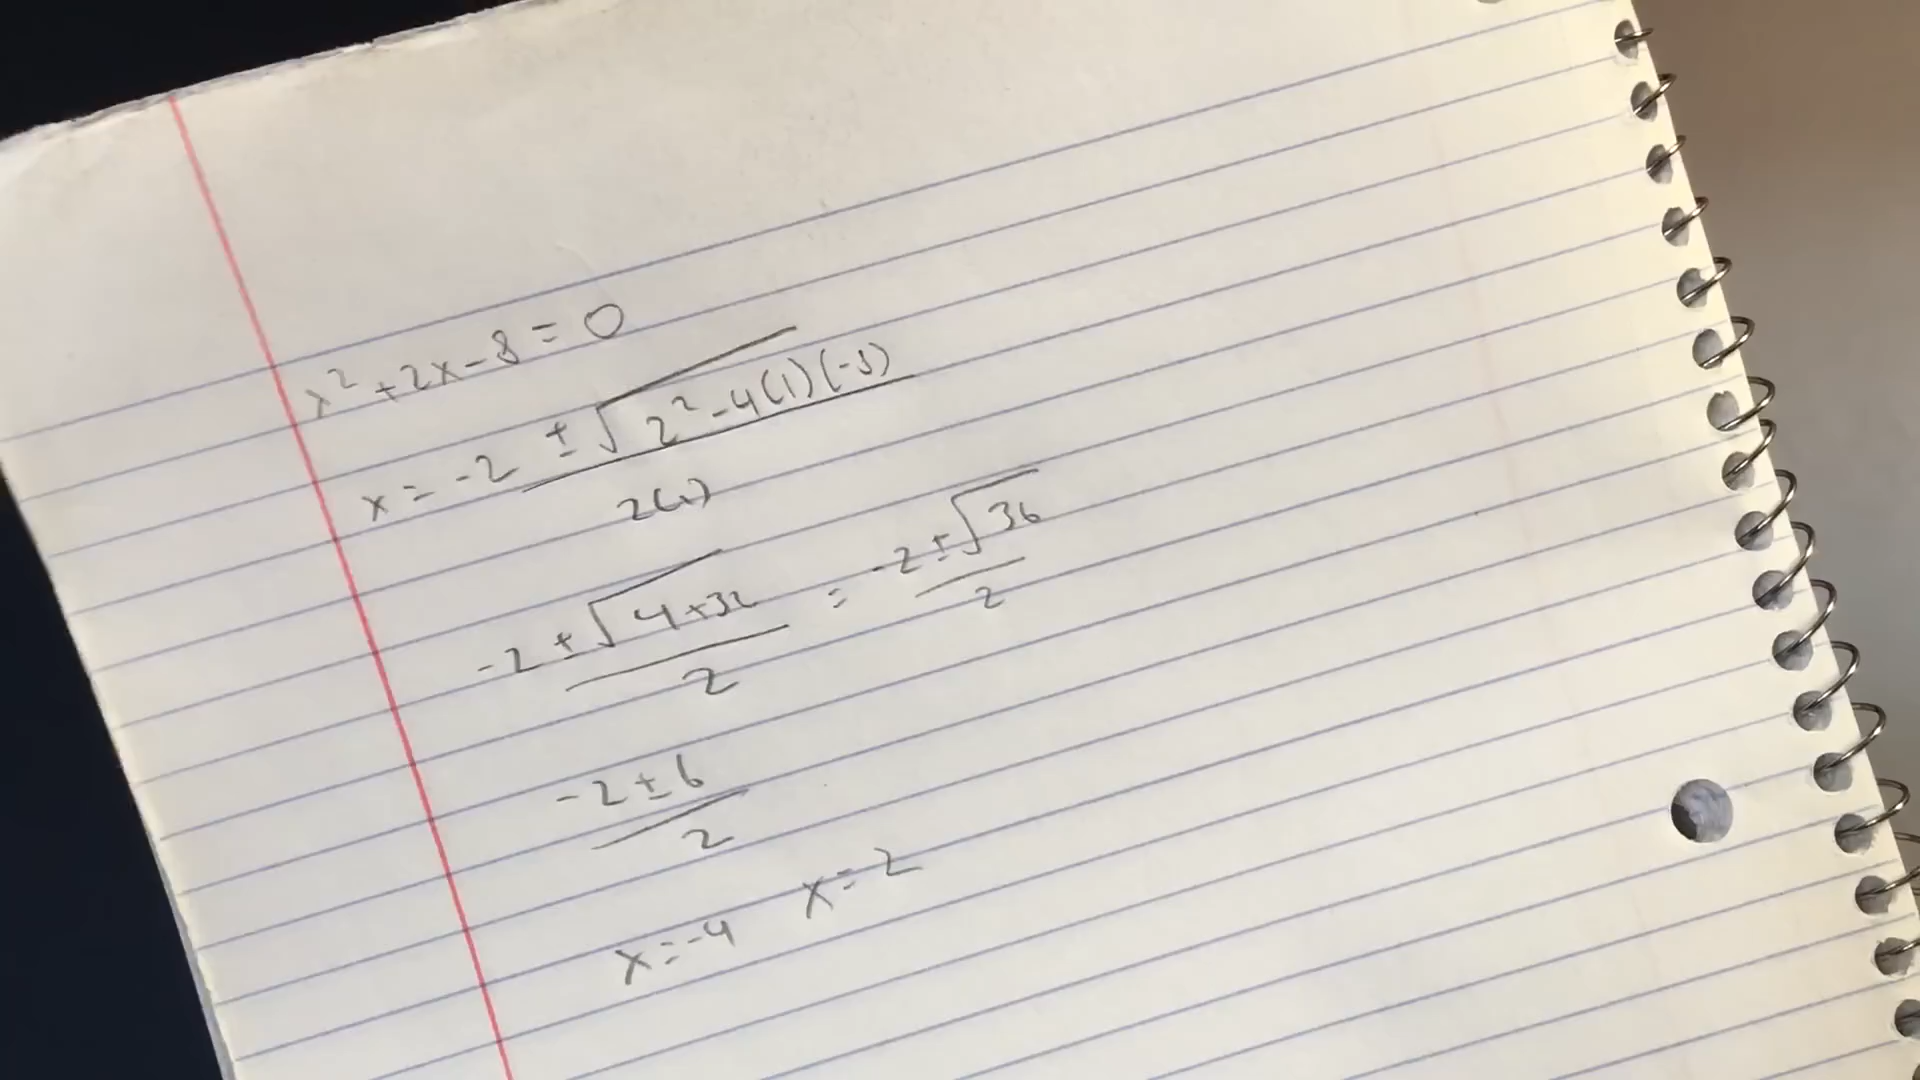 x² + 2x - 8 = 0
x = -2 ± √2² - 4(1)(-8)
2(1)
-2 ± √4+32 = -2 ± √36
2 2
-2 ± 6
2
x = -4 x = 2